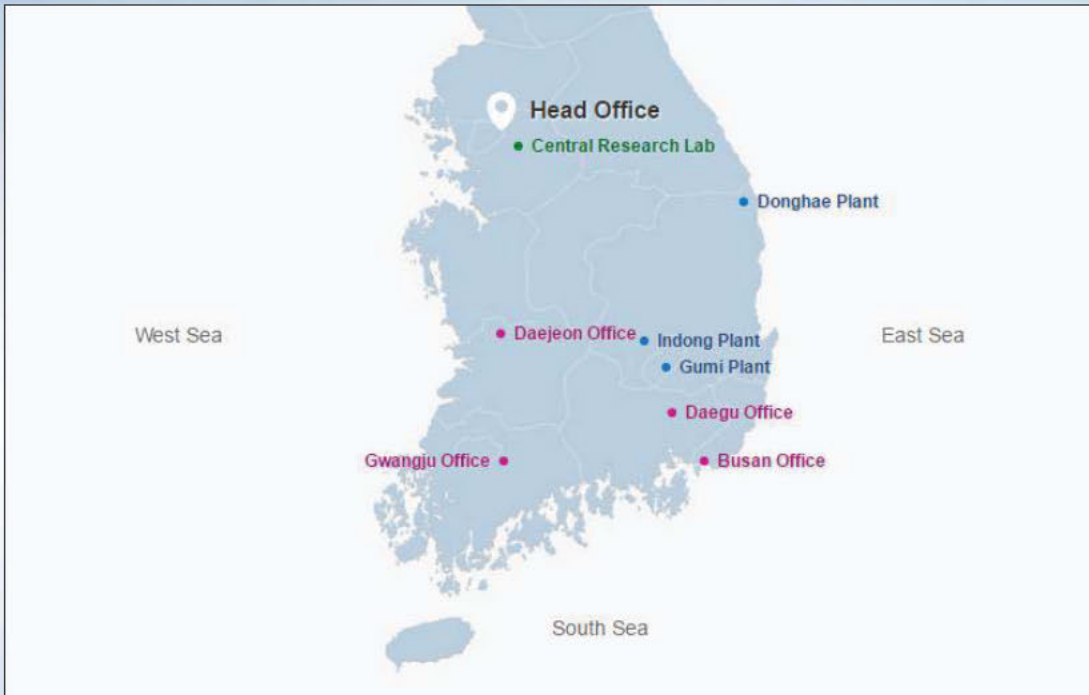 Head Office
Central Research Lab
Donghae Plant
West Sea
Daejeon Office
Indong Plant
East Sea
Gumi Plant
Daegu Office
Gwangju Office
Busan Office
South Sea